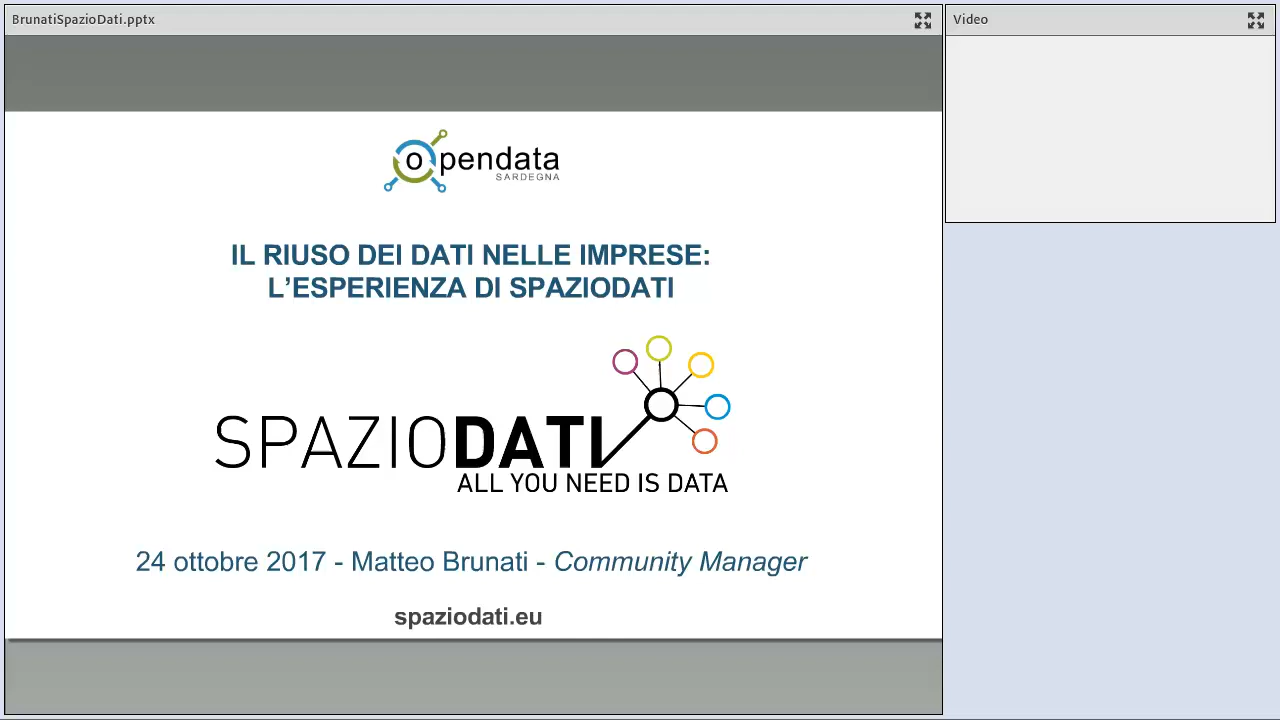 BrunatiSpazioDati.pptx
Video
opendata
SARDEGNA
IL RIUSO DEI DATI NELLE IMPRESE:
L’ESPERIENZA DI SPAZIODATI
SPAZIODATI
ALL YOU NEED IS DATA
24 ottobre 2017 - Matteo Brunati - Community Manager
spaziodati.eu